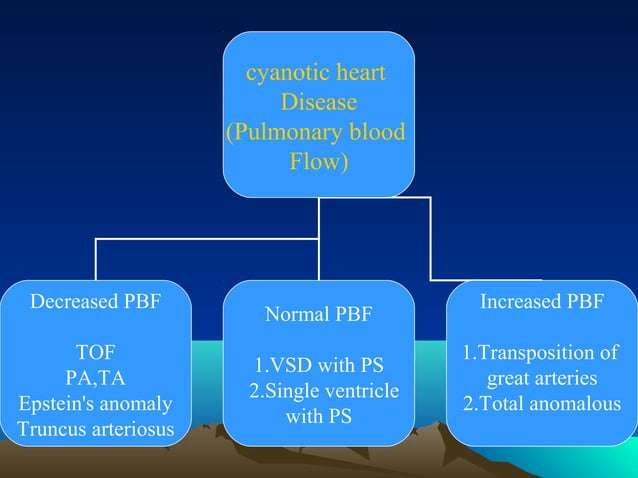 cyanotic heart
Disease
(Pulmonary blood
Flow)
Decreased PBF
TOF
PA,TA
Epstein's anomaly
Truncus arteriosus
Normal PBF
1.VSD with PS
2.Single ventricle
with PS
Increased PBF
1.Transposition of
great arteries
2.Total anomalous